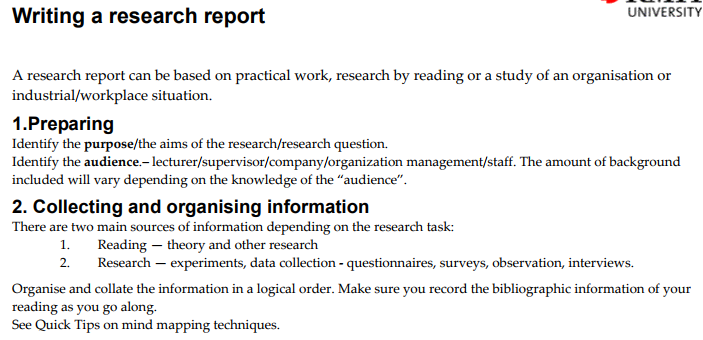 Writing a research report
UNIVERSITY
A research report can be based on practical work, research by reading or a study of an organisation or
industrial/workplace situation.
1.Preparing
Identify the purpose/the aims of the research/research question.
Identify the audience.– lecturer/supervisor/company/organization management/staff. The amount of background
included will vary depending on the knowledge of the “audience”.
2. Collecting and organising information
There are two main sources of information depending on the research task:
1. Reading — theory and other research
2. Research — experiments, data collection - questionnaires, surveys, observation, interviews.
Organise and collate the information in a logical order. Make sure you record the bibliographic information of your
reading as you go along.
See Quick Tips on mind mapping techniques.